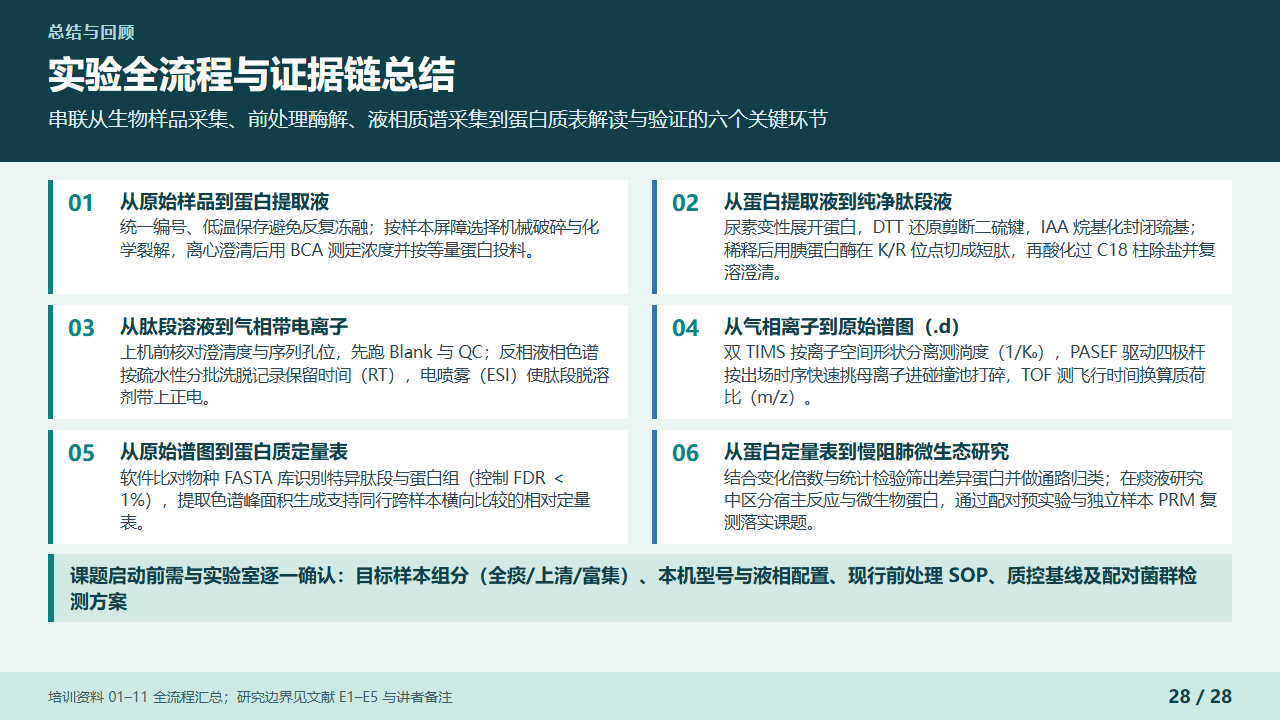 总结与回顾
实验全流程与证据链总结
串联从生物样品采集、前处理酶解、液相质谱采集到蛋白质表解读与验证的六个关键环节
01 从原始样品到蛋白提取液
统一编号、低温保存避免反复冻融；按样本屏障选择机械破碎与化
学裂解，离心澄清后用 BCA 测定浓度并按等量蛋白投料。
02 从蛋白提取液到纯净肽段液
尿素变性展开蛋白，DTT 还原剪断二硫键，IAA 烷基化封闭巯基；
稀释后用胰蛋白酶在 K/R 位点切成短肽，再酸化过 C18 柱除盐并复
溶澄清。
03 从肽段溶液到气相带电离子
上机前核对澄清度与序列孔位，先跑 Blank 与 QC；反相液相色谱
按疏水性分批洗脱记录保留时间（RT），电喷雾（ESI）使肽段脱溶
剂带上正电。
04 从气相离子到原始谱图（.d）
双 TIMS 按离子空间形状分离测淌度（1/K₀），PASEF 驱动四极杆
按出场时序快速挑母离子进碰撞池打碎，TOF 测飞行时间换算质荷
比（m/z）。
05 从原始谱图到蛋白质定量表
软件比对物种 FASTA 库识别特异肽段与蛋白组（控制 FDR <
1%），提取色谱峰面积生成支持同行跨样本横向比较的相对定量
表。
06 从蛋白定量表到慢阻肺微生态研究
结合变化倍数与统计检验筛出差异蛋白并做通路归类；在痰液研究
中区分宿主反应与微生物蛋白，通过配对预实验与独立样本 PRM 复
测落实课题。
课题启动前需与实验室逐一确认：目标样本组分（全痰/上清/富集）、本机型号与液相配置、现行前处理 SOP、质控基线及配对菌群检
测方案
培训资料 01–11 全流程汇总；研究边界见文献 E1–E5 与讲者备注
28 / 28